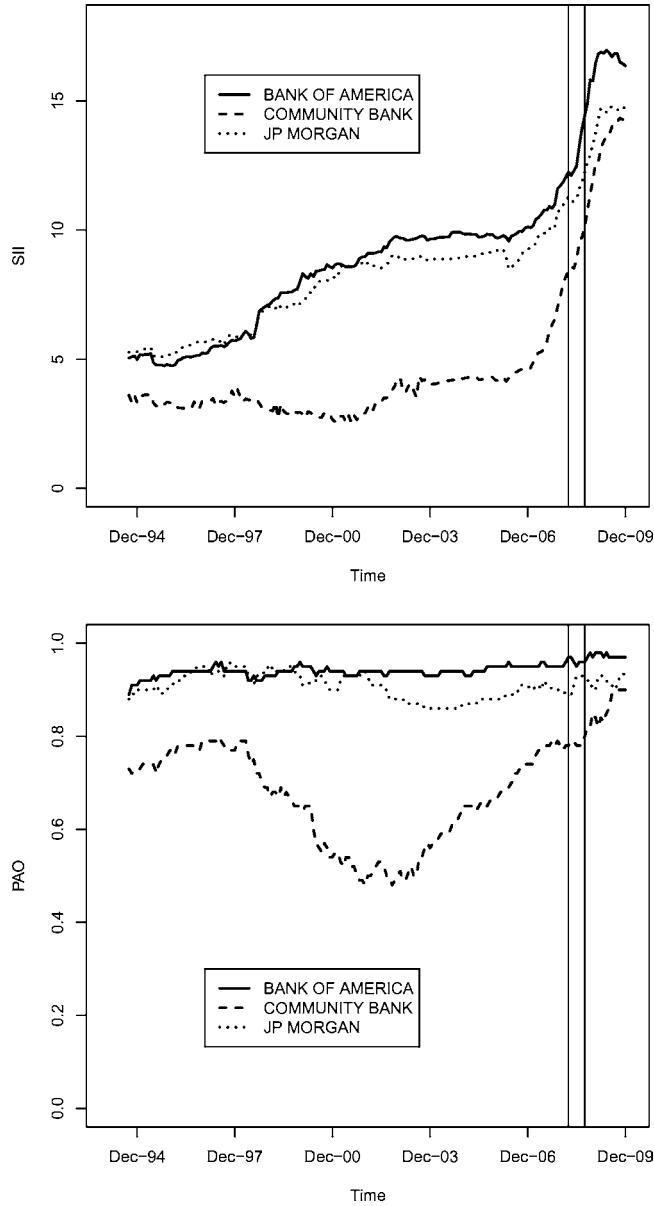 SII
15
10
5
0
BANK OF AMERICA
COMMUNITY BANK
JP MORGAN
Dec−94 Dec−97 Dec−00 Dec−03 Dec−06 Dec−09
Time
PAO
1.0
0.8
0.6
0.4
0.2
0.0
BANK OF AMERICA
COMMUNITY BANK
JP MORGAN
Dec−94 Dec−97 Dec−00 Dec−03 Dec−06 Dec−09
Time